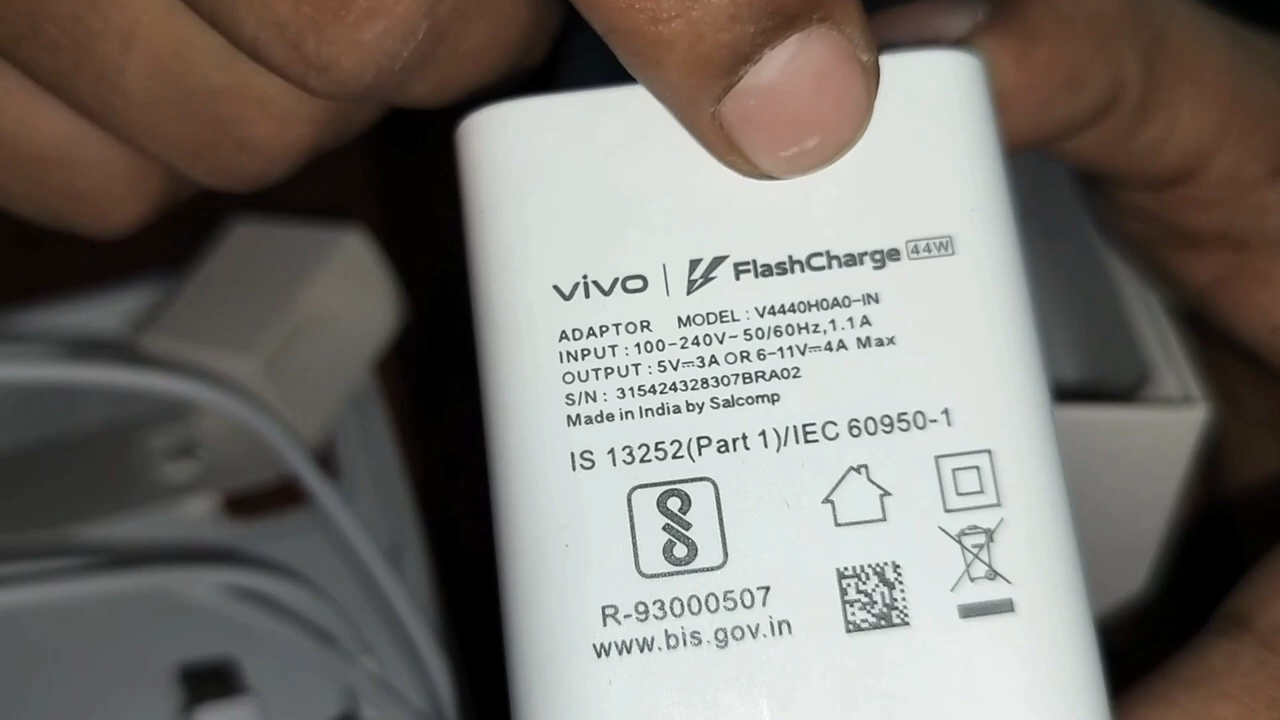 vivo | FlashCharge 44W
ADAPTOR MODEL : V4440H0A0-IN
INPUT : 100-240V~ 50/60Hz,1.1A
OUTPUT : 5V⎓3A OR 6-11V⎓4A Max
S/N : 315424328307BRA02
Made in India by Salcomp
IS 13252(Part 1)/IEC 60950-1
R-93000507
www.bis.gov.in